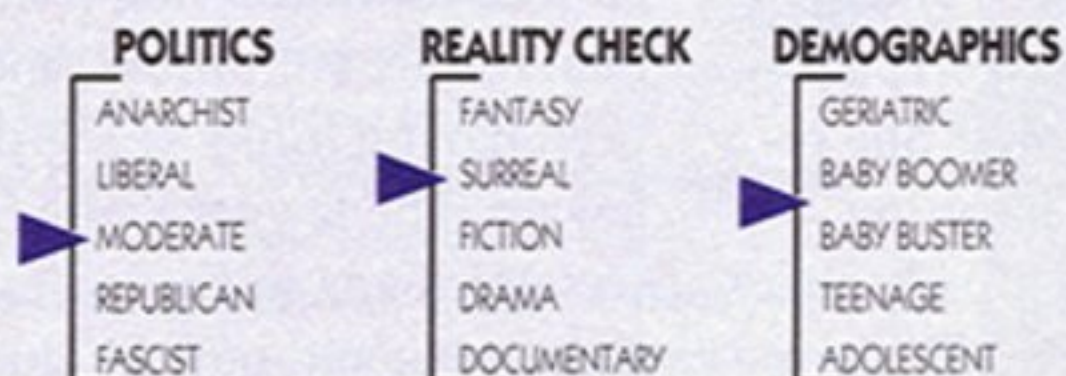 POLITICS
ANARCHIST
LIBERAL
MODERATE
REPUBLICAN
FASCIST
REALITY CHECK
FANTASY
SURREAL
FICTION
DRAMA
DOCUMENTARY
DEMOGRAPHICS
GERIATRIC
BABY BOOMER
BABY BUSTER
TEENAGE
ADOLESCENT